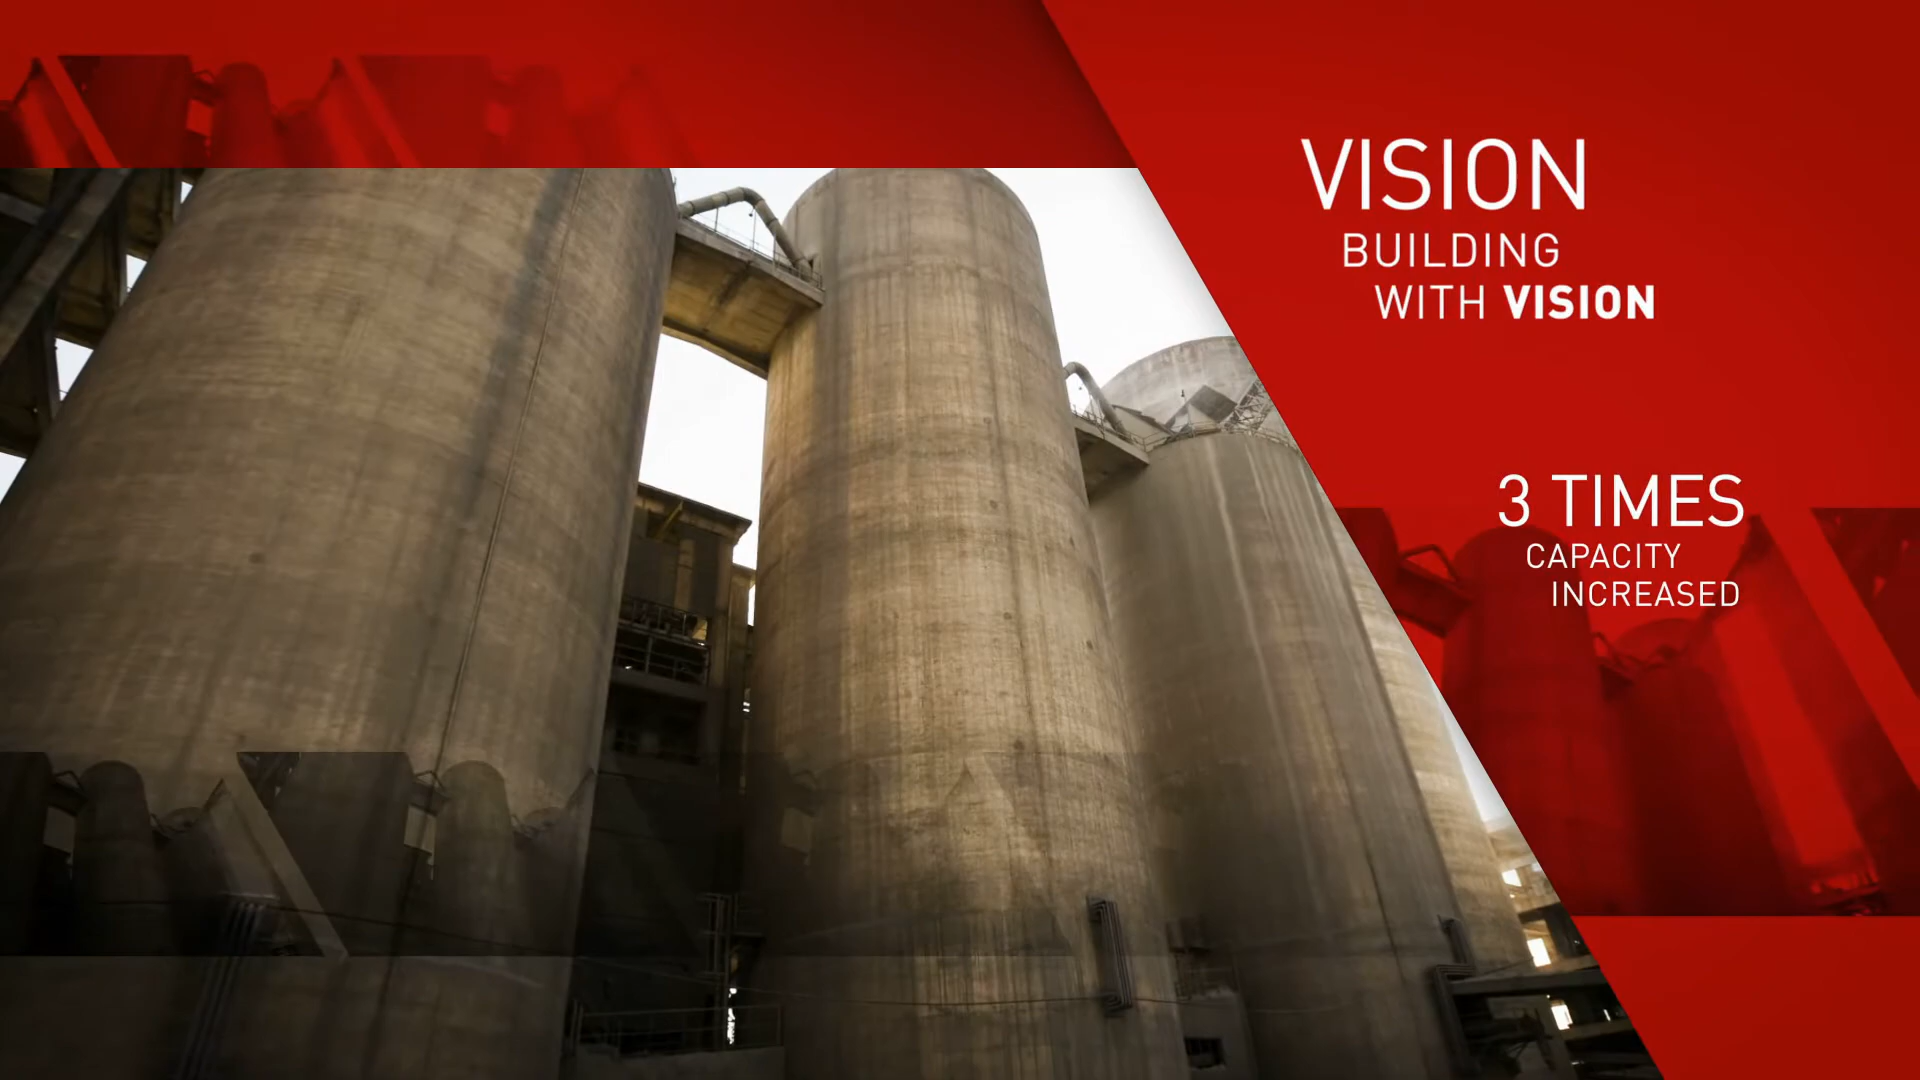 VISION
BUILDING
WITH VISION
3 TIMES
CAPACITY
INCREASED